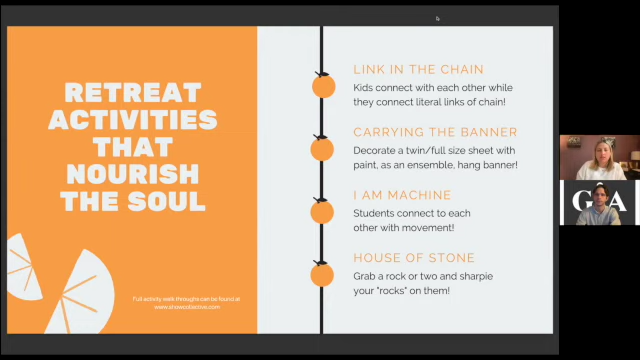 RETREAT
ACTIVITIES
THAT
NOURISH
THE SOUL
Full activity walk throughs can be found at
www.showcubecove.com
LINK IN THE CHAIN
Kids connect with each other while
they connect literal links of chain!
CARRYING THE BANNER
Decorate a twin/full size sheet with
paint, as an ensemble, hang banner!
I AM MACHINE
Students connect to each
other with movement!
HOUSE OF STONE
Grab a rock or two and sharpie
your "rocks" on them!